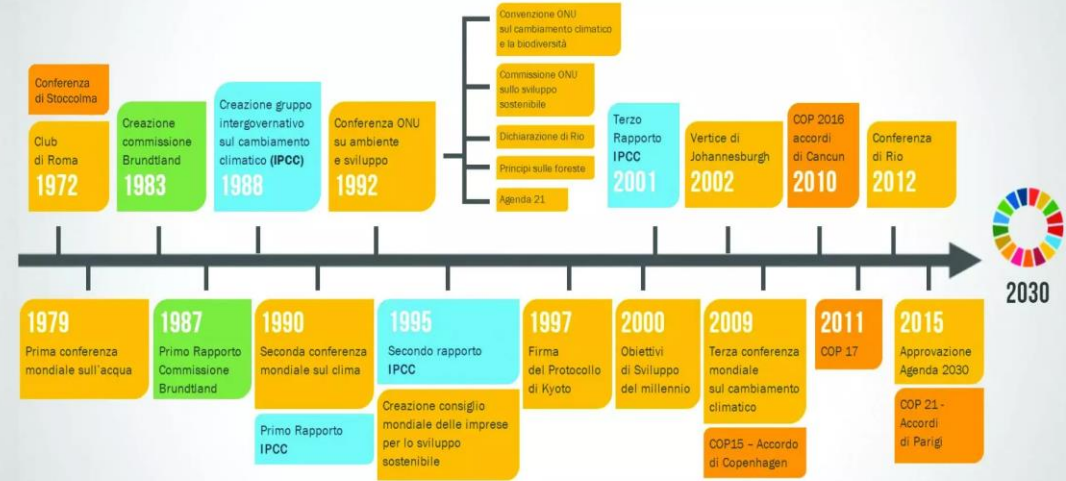 Conferenza
di Stoccolma
Club
di Roma
1972
Creazione
commissione
Brundtland
1983
Creazione gruppo
intergovernativo
sul cambiamento
climatico (IPCC)
1988
Conferenza ONU
su ambiente
e sviluppo
1992
Convenzione ONU
sul cambiamento climatico
e la biodiversità
Commissione ONU
sullo sviluppo
sostenibile
Dichiarazione di Rio
Principi sulle foreste
Agenda 21
Terzo
Rapporto
IPCC
2001
Vertice di
Johannesburgh
2002
COP 2016
accordi
di Cancun
2010
Conferenza
di Rio
2012
2030
1979
Prima conferenza
mondiale sull`acqua
1987
Primo Rapporto
Commissione
Brundtland
1990
Seconda conferenza
mondiale sul clima
Primo Rapporto
IPCC
1995
Secondo rapporto
IPCC
Creazione consiglio
mondiale delle imprese
per lo sviluppo
sostenibile
1997
Firma
del Protocollo
di Kyoto
2000
Obiettivi
di Sviluppo
del millennio
2009
Terza conferenza
mondiale
sul cambiamento
climatico
COP15 – Accordo
di Copenhagen
2011
COP 17
2015
Approvazione
Agenda 2030
COP 21 -
Accordi
di Parigi